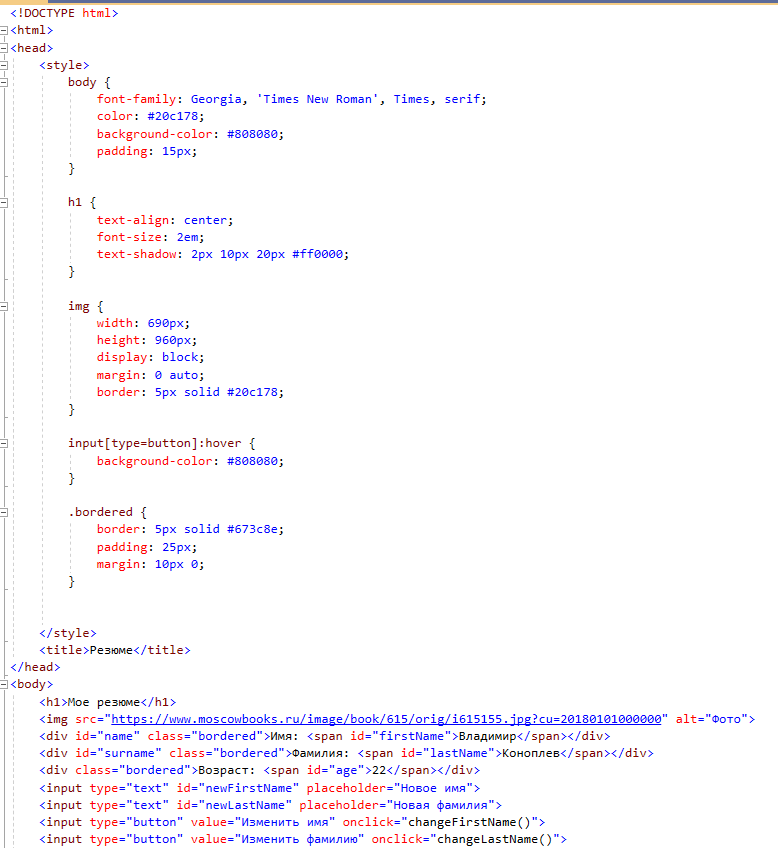 <!DOCTYPE html>
<html>
<head>
    <style>
        body {
            font-family: Georgia, 'Times New Roman', Times, serif;
            color: #20c178;
            background-color: #808080;
            padding: 15px;
        }

        h1 {
            text-align: center;
            font-size: 2em;
            text-shadow: 2px 10px 20px #ff0000;
        }

        img {
            width: 690px;
            height: 960px;
            display: block;
            margin: 0 auto;
            border: 5px solid #20c178;
        }

        input[type=button]:hover {
            background-color: #808080;
        }

        .bordered {
            border: 5px solid #673c8e;
            padding: 25px;
            margin: 10px 0;
        }


    </style>
    <title>Резюме</title>
</head>
<body>
    <h1>Мое резюме</h1>
    <img src="https://www.moscowbooks.ru/image/book/615/orig/i615155.jpg?cu=20180101000000" alt="Фото">
    <div id="name" class="bordered">Имя: <span id="firstName">Владимир</span></div>
    <div id="surname" class="bordered">Фамилия: <span id="lastName">Коноплев</span></div>
    <div class="bordered">Возраст: <span id="age">22</span></div>
    <input type="text" id="newFirstName" placeholder="Новое имя">
    <input type="text" id="newLastName" placeholder="Новая фамилия">
    <input type="button" value="Изменить имя" onclick="changeFirstName()">
    <input type="button" value="Изменить фамилию" onclick="changeLastName()">